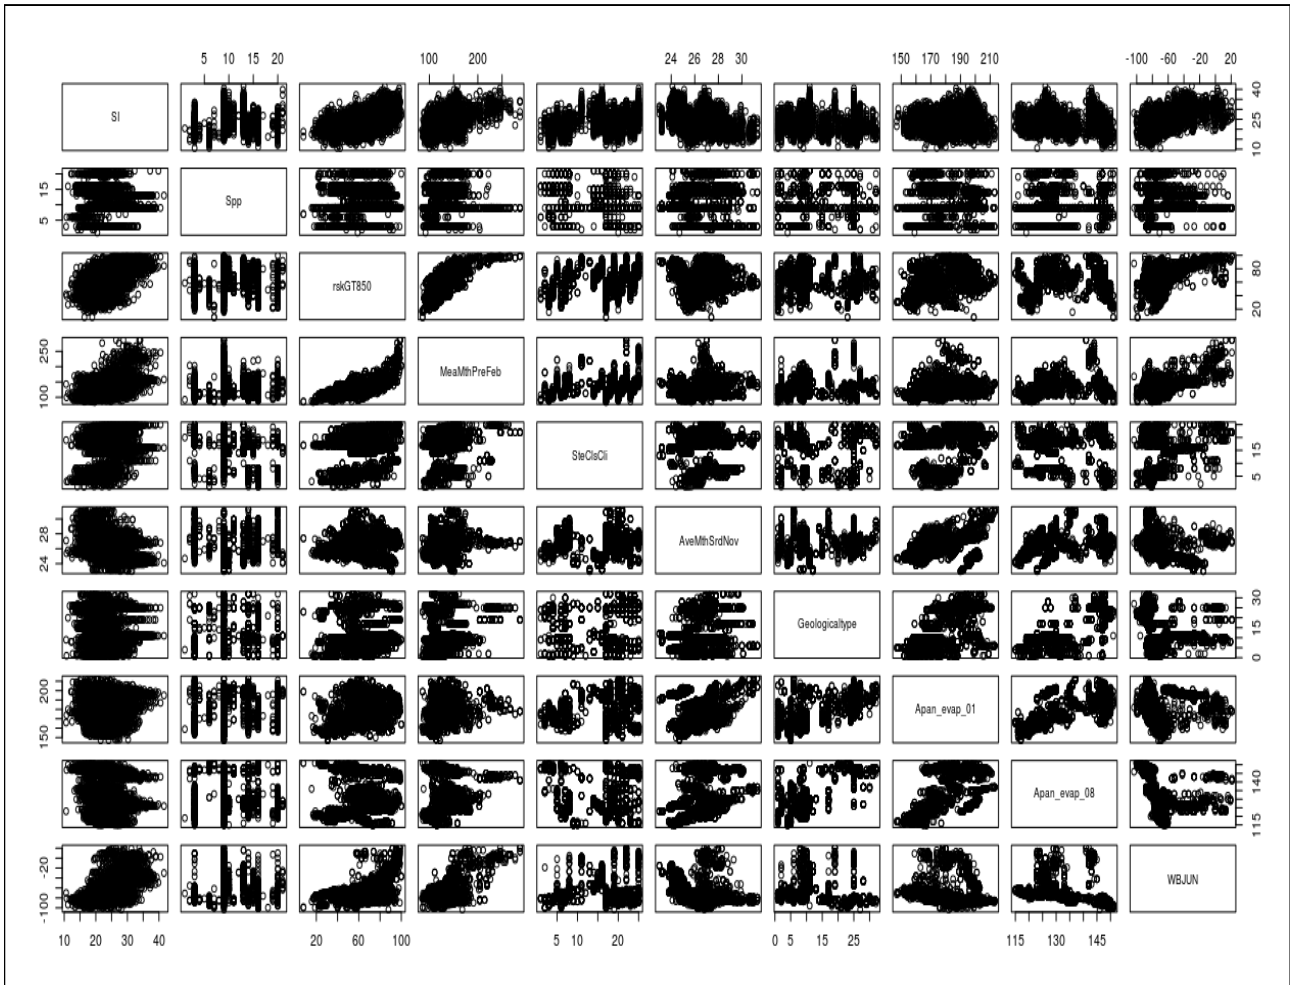 5 10 15 20 100 200 24 26 28 30 150 170 190 210 -100 -60 -20 20
SI 10 25 40
5 15 Spp
rskGT850 20 80
100 250 MeaMthPreFeb
SteClsCli 5 15
24 28 AveMthSrdNov
Geologicaltype 0 15 30
150 200 Apan_evap_01
Apan_evap_08 115 140
-100 -20 WBJUN
10 20 30 40 20 60 100 5 10 20 0 5 15 25 115 130 145